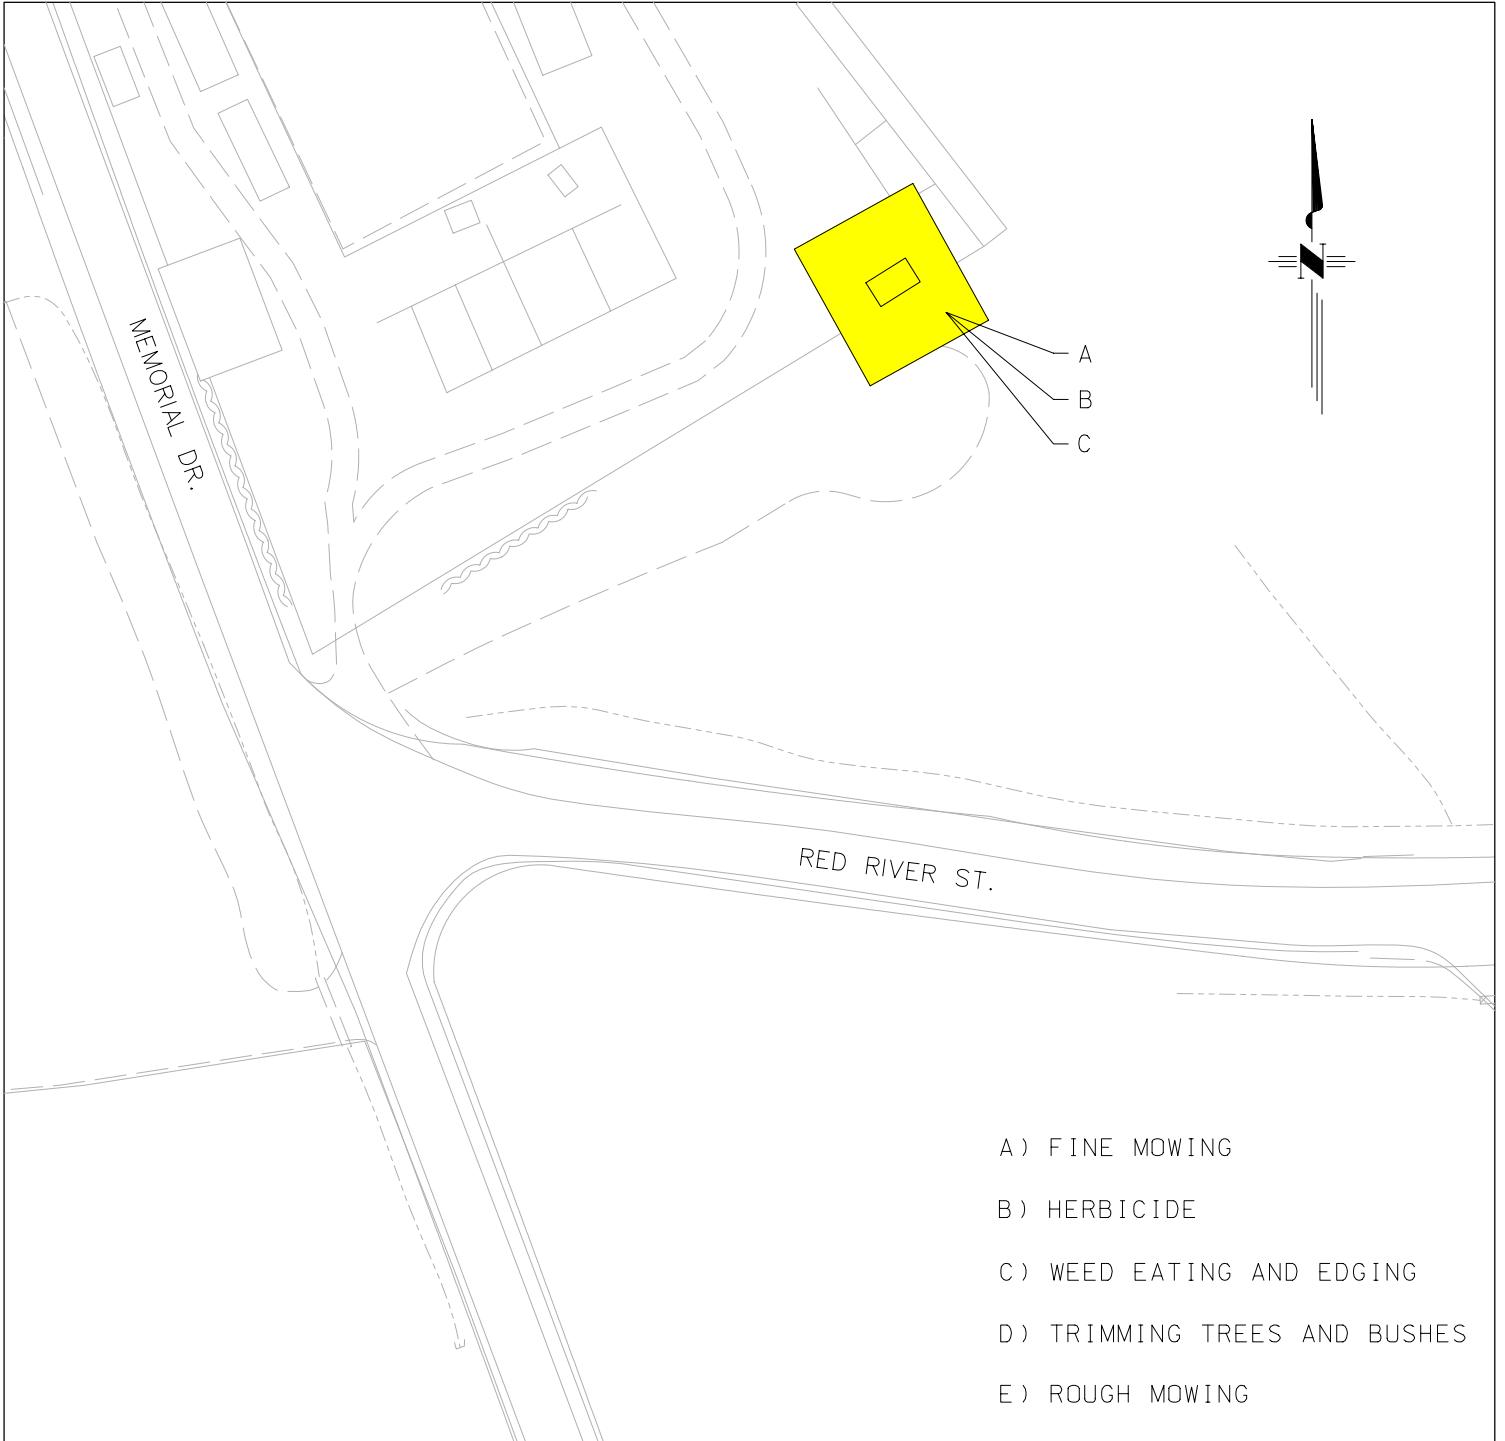 N
MEMORIAL DR.
A
B
C
RED RIVER ST.
A) FINE MOWING
B) HERBICIDE
C) WEED EATING AND EDGING
D) TRIMMING TREES AND BUSHES
E) ROUGH MOWING